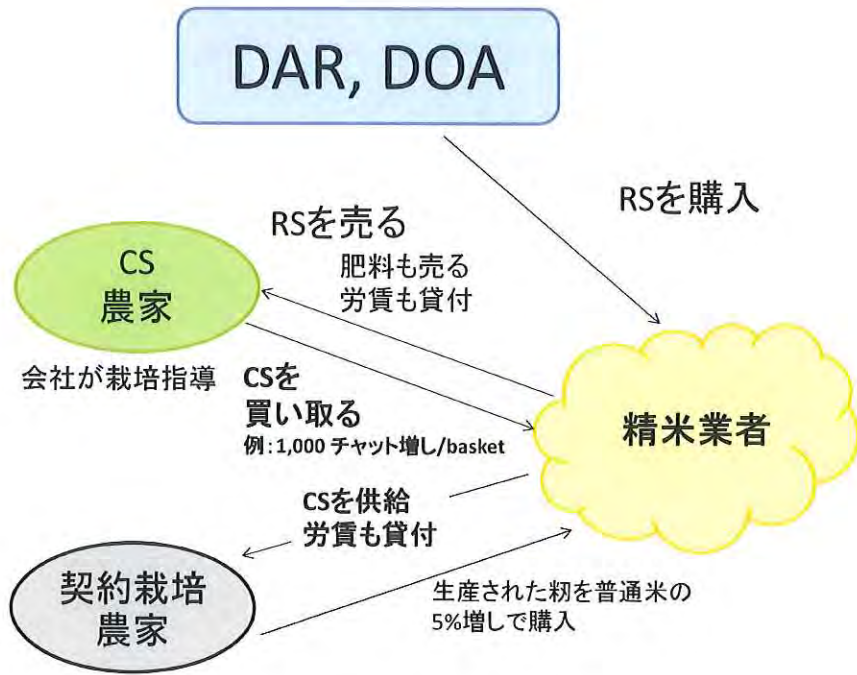 DAR, DOA
RSを購入
RSを売る
肥料も売る
労賃も貸付
CS
農家
会社が栽培指導
CSを
買い取る
例：1,000 チャット増し/basket
精米業者
CSを供給
労賃も貸付
契約栽培
農家
生産された籾を普通米の
5%増しで購入